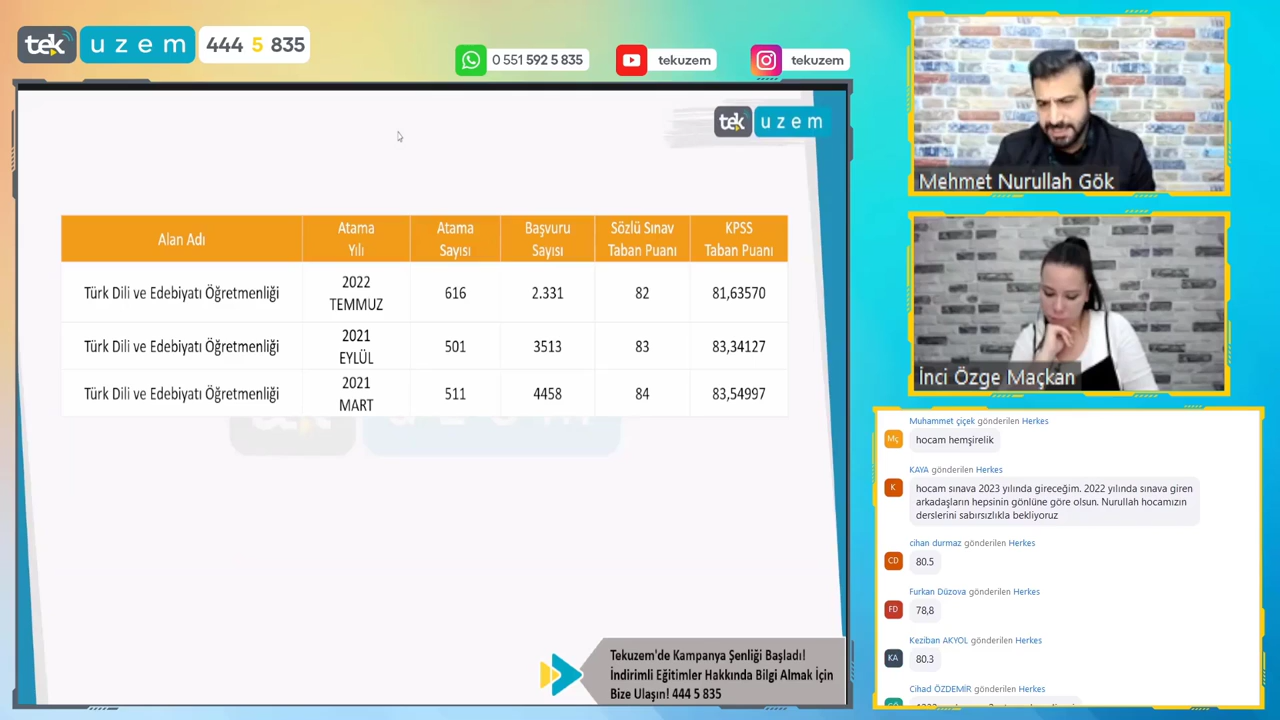 tek uzem 444 5 835
0 551 592 5 835
tekuzem
tekuzem
tek uzem
Alan Adı
Atama Yılı
Atama Sayısı
Başvuru Sayısı
Sözlü Sınav Taban Puanı
KPSS Taban Puanı
Türk Dili ve Edebiyatı Öğretmenliği
2022 TEMMUZ
616
2.331
82
81,63570
Türk Dili ve Edebiyatı Öğretmenliği
2021 EYLÜL
501
3513
83
83,34127
Türk Dili ve Edebiyatı Öğretmenliği
2021 MART
511
4458
84
83,54997
Tekuzem'de Kampanya Şenliği Başladı!
İndirimli Eğitimler Hakkında Bilgi Almak İçin
Bize Ulaşın! 444 5 835
Mehmet Nurullah Gök
İnci Özge Maçkan
Muhammet çiçek gönderilen Herkes
Mç
hocam hemşirelik
KAYA gönderilen Herkes
K
hocam sınava 2023 yılında gireceğim. 2022 yılında sınava giren
arkadaşların hepsinin gönlüne göre olsun. Nurullah hocamızın
derslerini sabırsızlıkla bekliyoruz
cihan durmaz gönderilen Herkes
CD
80.5
Furkan Düzova gönderilen Herkes
FD
78,8
Keziban AKYOL gönderilen Herkes
KA
80.3
Cihad ÖZDEMİR gönderilen Herkes